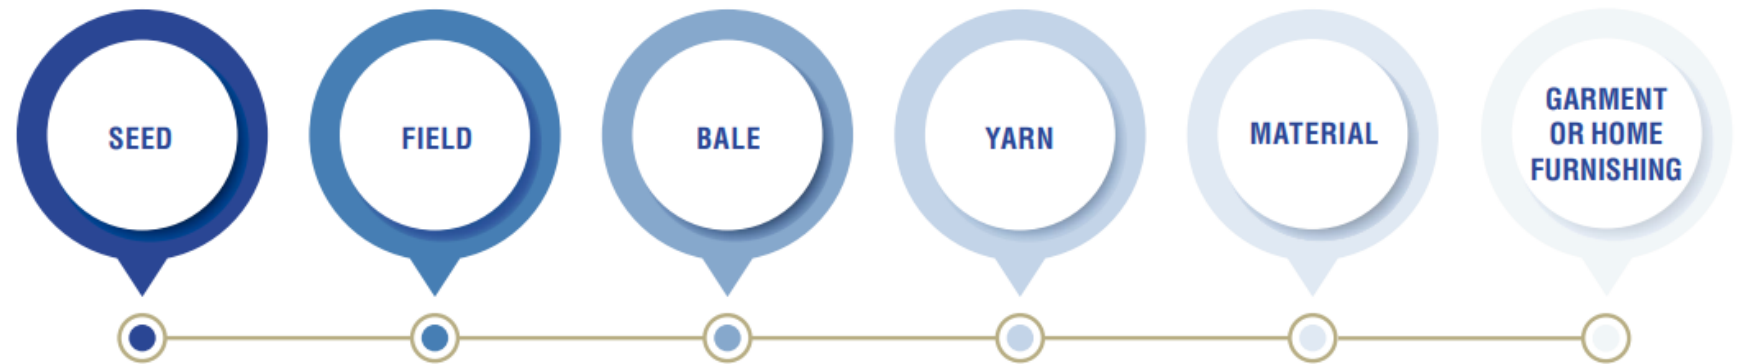 SEED
FIELD
BALE
YARN
MATERIAL
GARMENT
OR HOME
FURNISHING